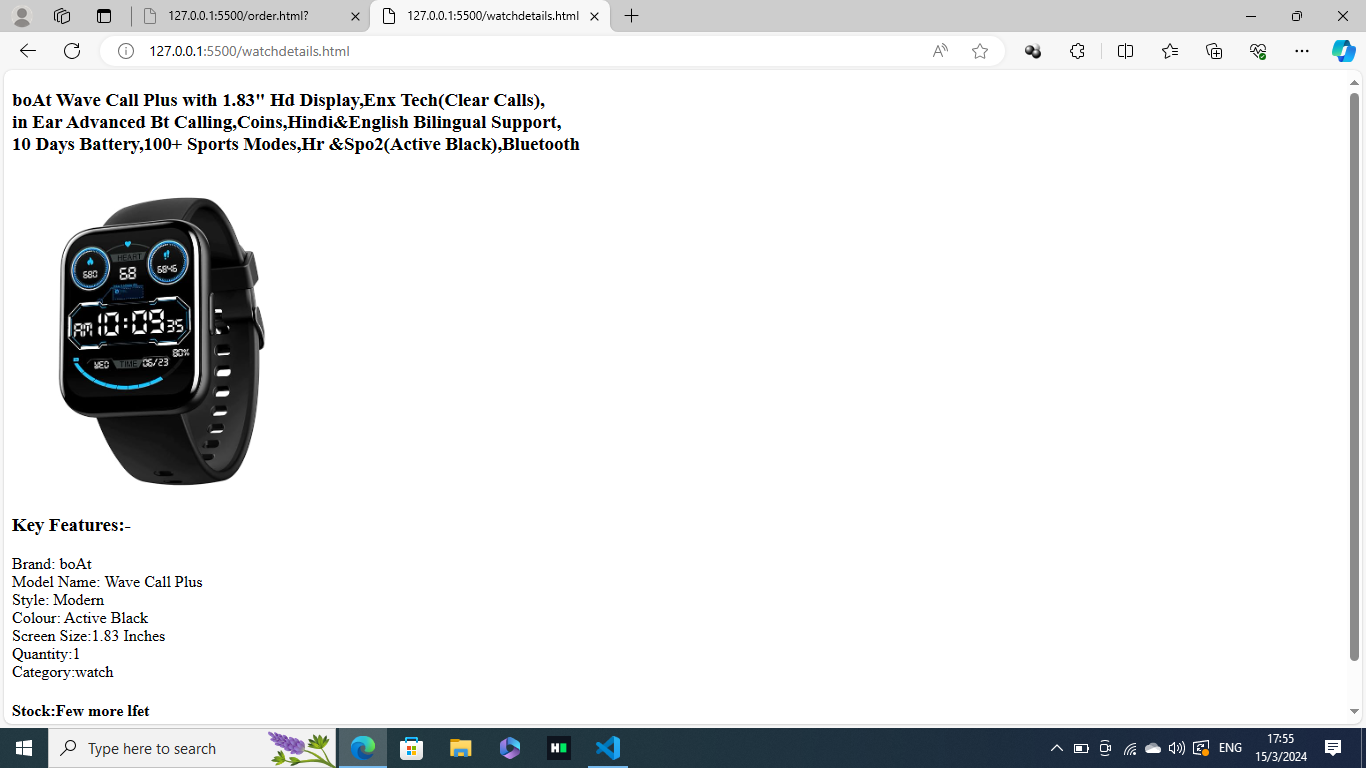 127.0.0.1:5500/order.html?
127.0.0.1:5500/watchdetails.html
127.0.0.1:5500/watchdetails.html
boAt Wave Call Plus with 1.83" Hd Display,Enx Tech(Clear Calls),
in Ear Advanced Bt Calling,Coins,Hindi&English Bilingual Support,
10 Days Battery,100+ Sports Modes,Hr &Spo2(Active Black),Bluetooth
HEART
680
68
6846
AM 10:09 35
80%
WED TIME 06/23
Key Features:-
Brand: boAt
Model Name: Wave Call Plus
Style: Modern
Colour: Active Black
Screen Size:1.83 Inches
Quantity:1
Category:watch
Stock:Few more lfet
Type here to search
ENG
17:55
15/3/2024